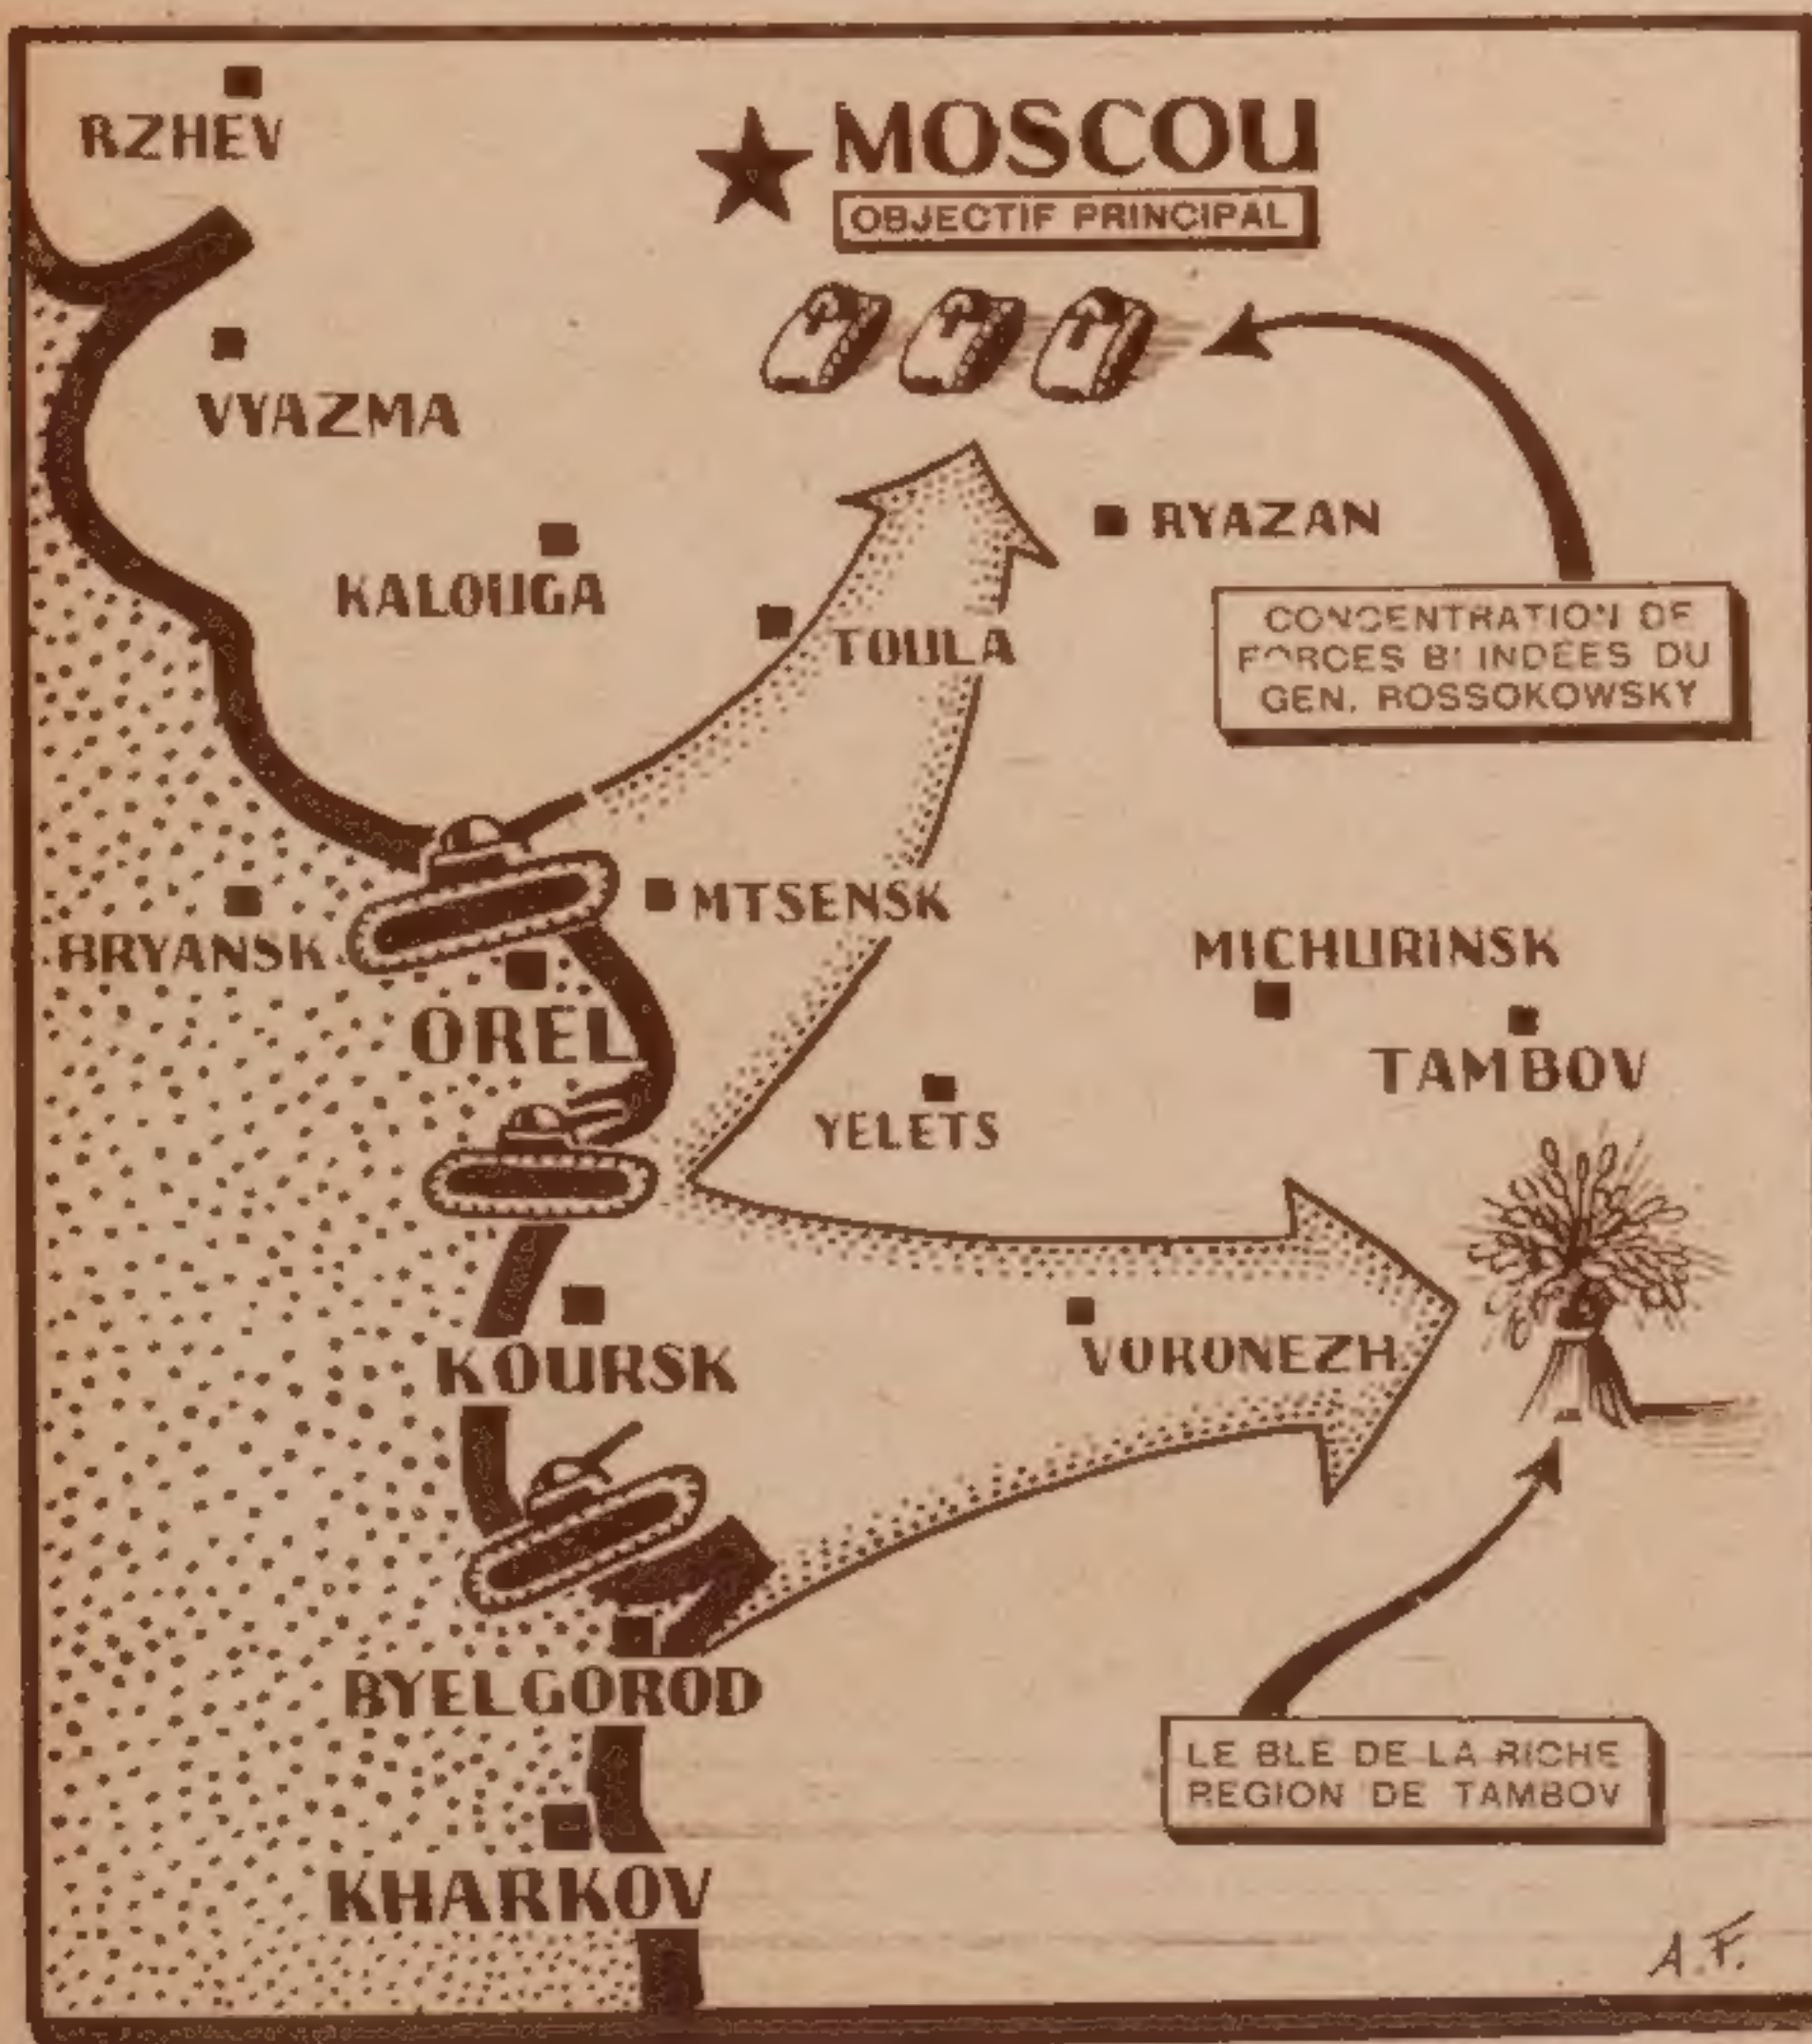 RZHEV
MOSCOU
OBJECTIF PRINCIPAL
VYAZMA
RYAZAN
KALOUGA
TOULA
CONCENTRATION DE
FORCES BLINDÉES DU
GEN. ROSSOKOWSKY
MTSENSK
BRYANSK
MICHURINSK
OREL
TAMBOV
YELETS
KOURSK
VORONEZH
BYELGOROD
LE BLE DE LA RICHE
REGION DE TAMBOV
KHARKOV
A.F.